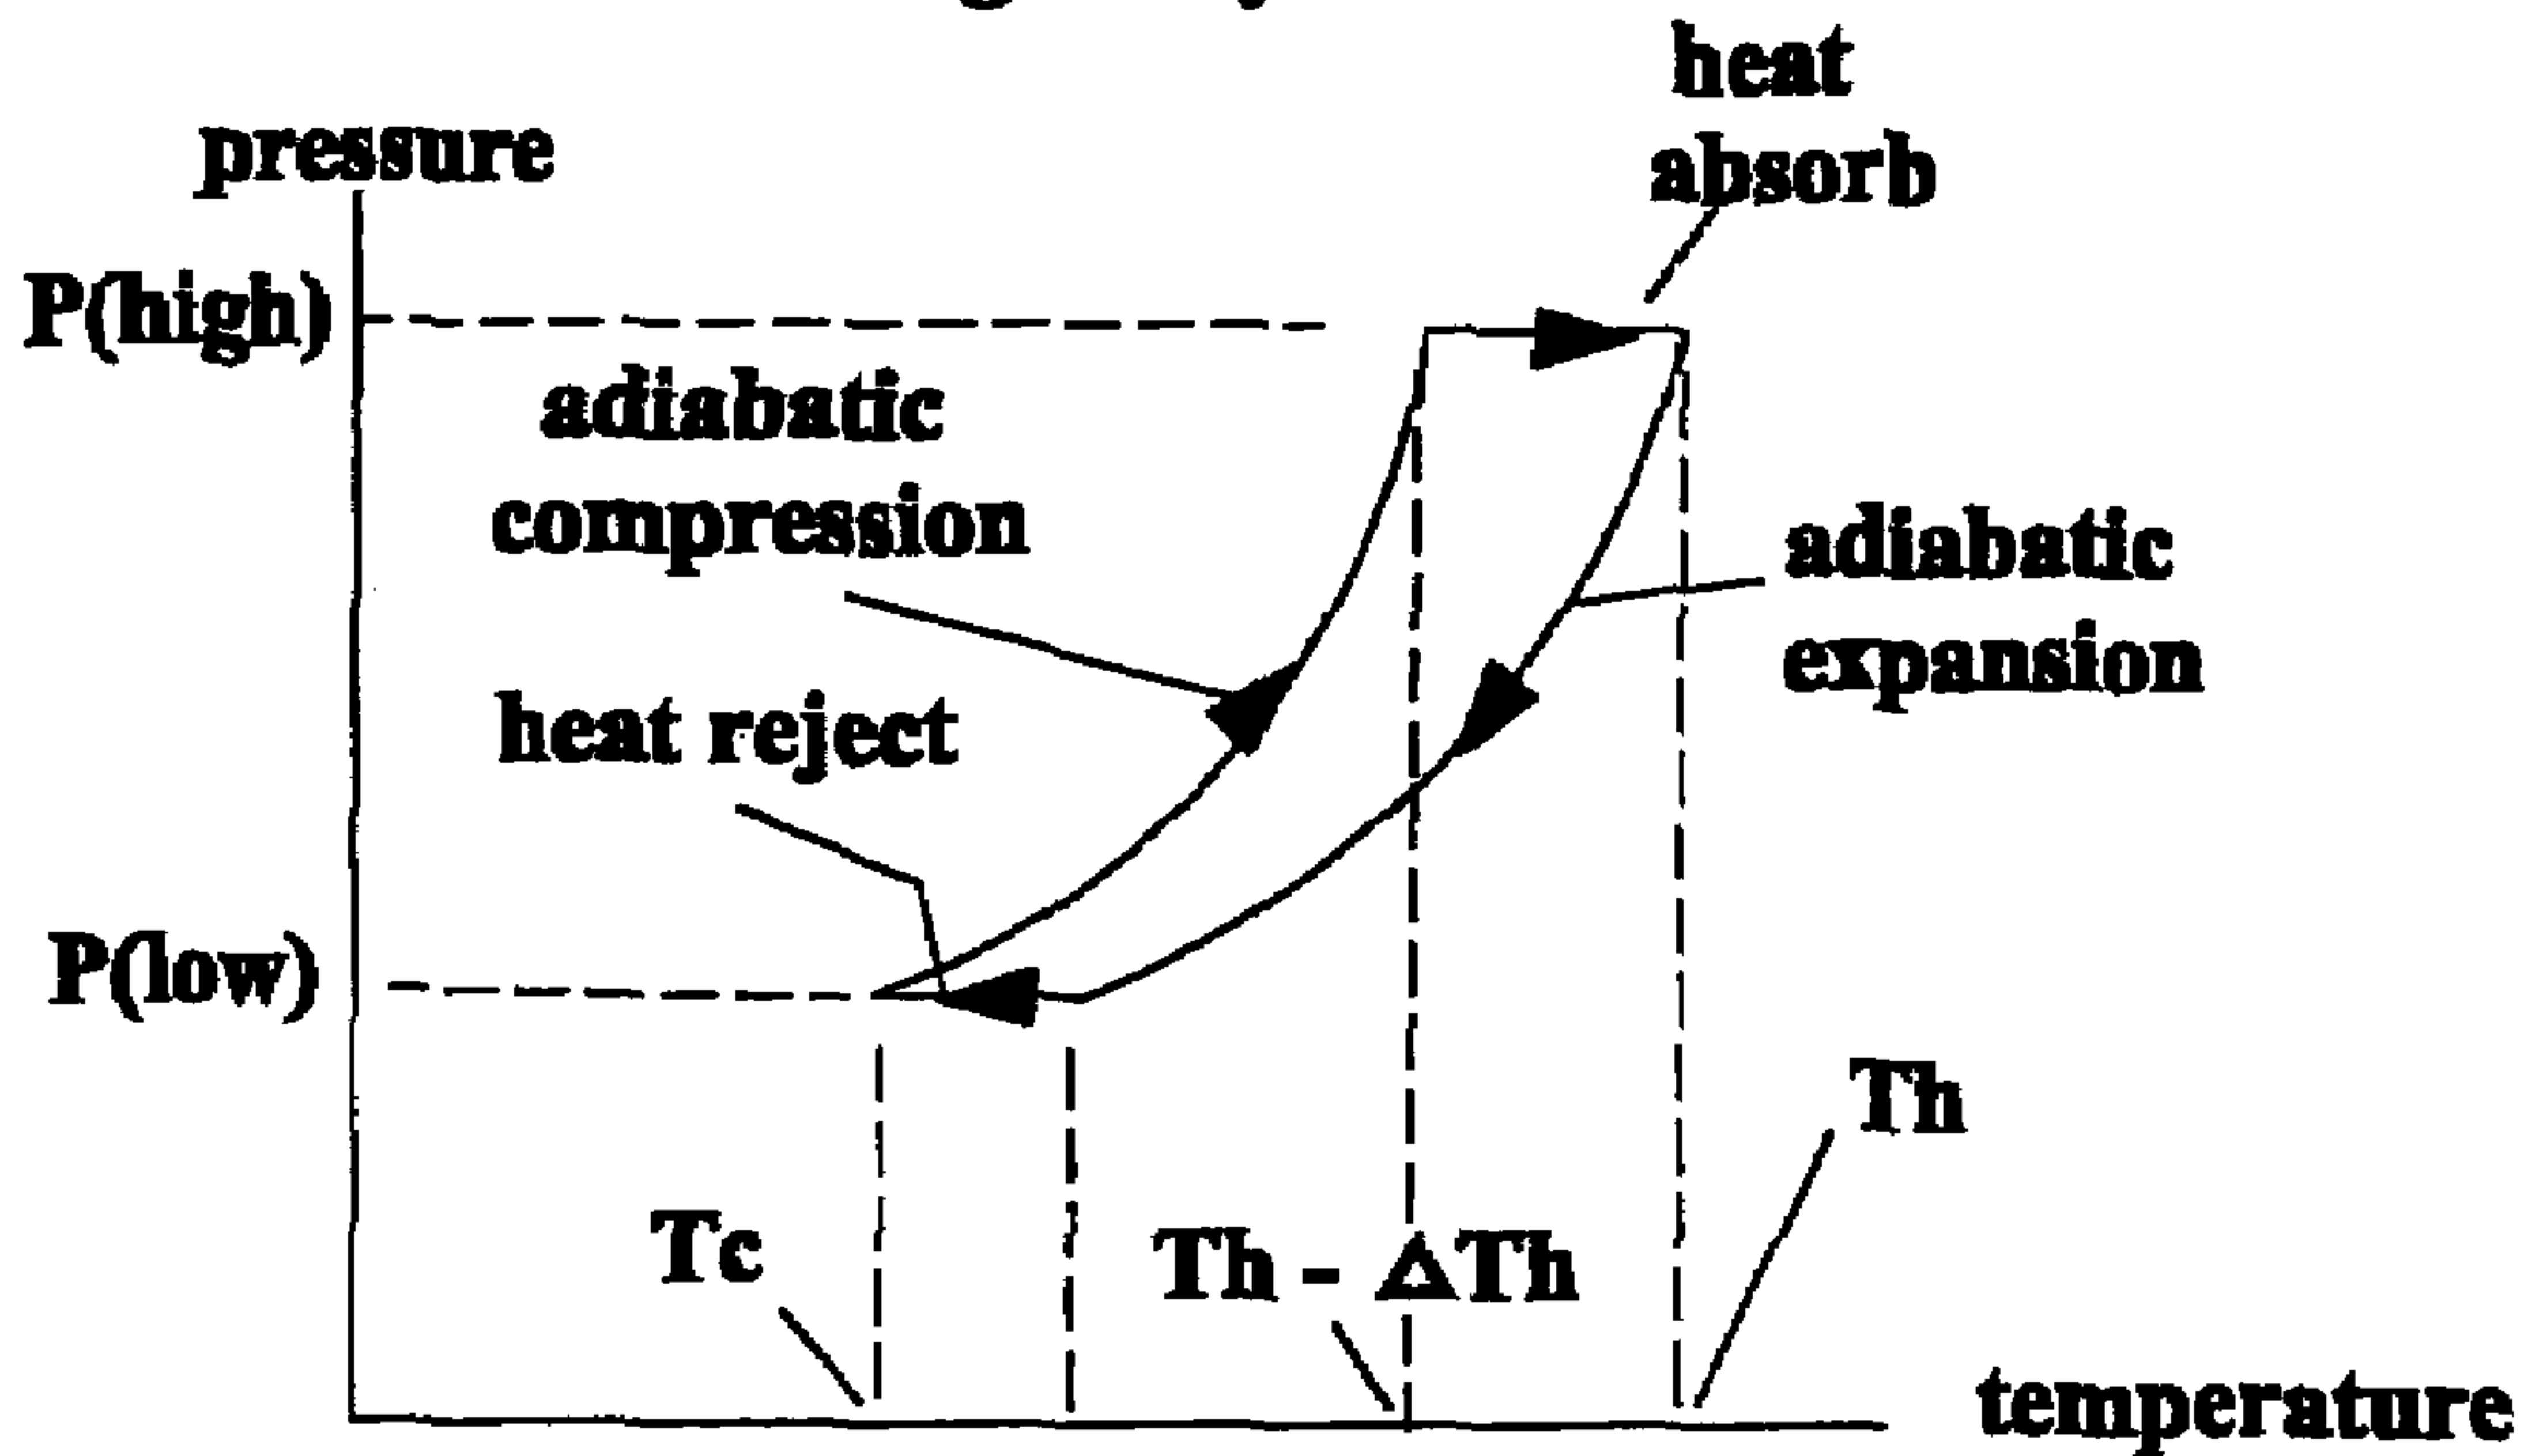 pressure
heat
absorb
P(high)
adiabatic
compression
adiabatic
expansion
heat reject
P(low)
Th
Tc
Th - ΔTh
temperature